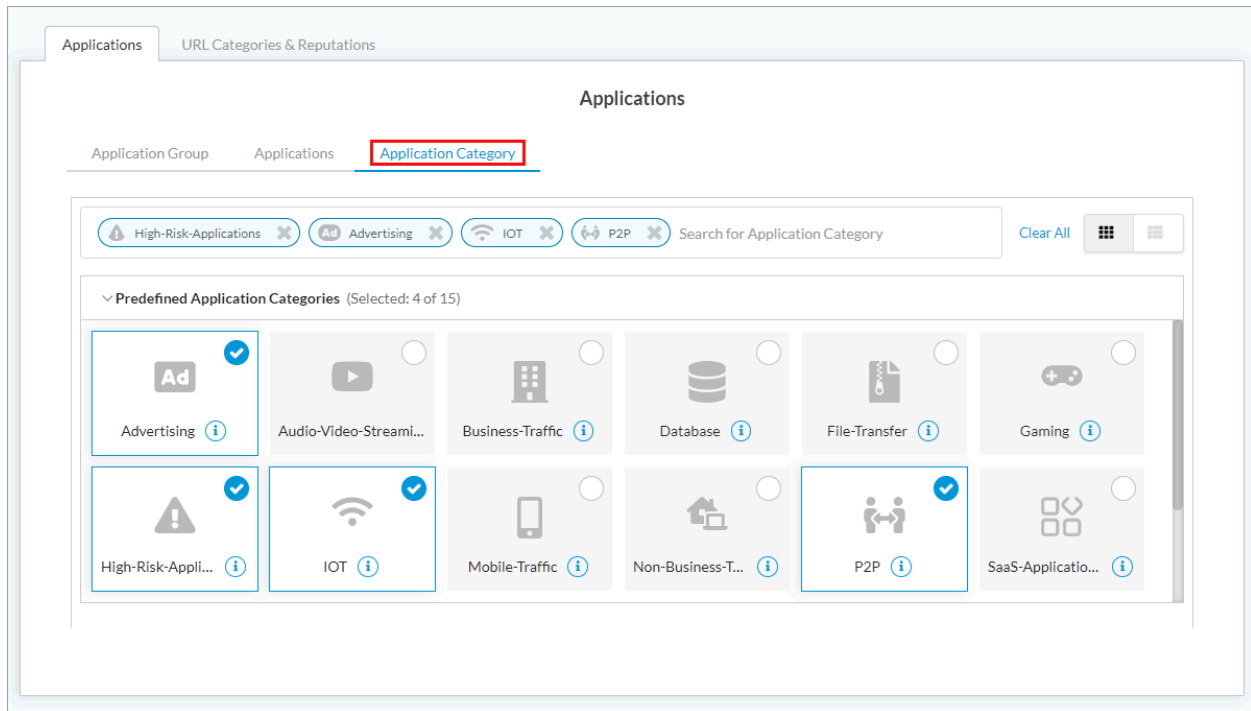 Applications URL Categories & Reputations
Applications
Application Group Applications Application Category
High-Risk-Applications Ad Advertising IOT P2P Search for Application Category Clear All
Predefined Application Categories (Selected: 4 of 15)
Ad
Advertising i Audio-Video-Streami... Business-Traffic i Database i File-Transfer i Gaming i
High-Risk-Appli... i IOT i Mobile-Traffic i Non-Business-T... i P2P i SaaS-Applicatio... i